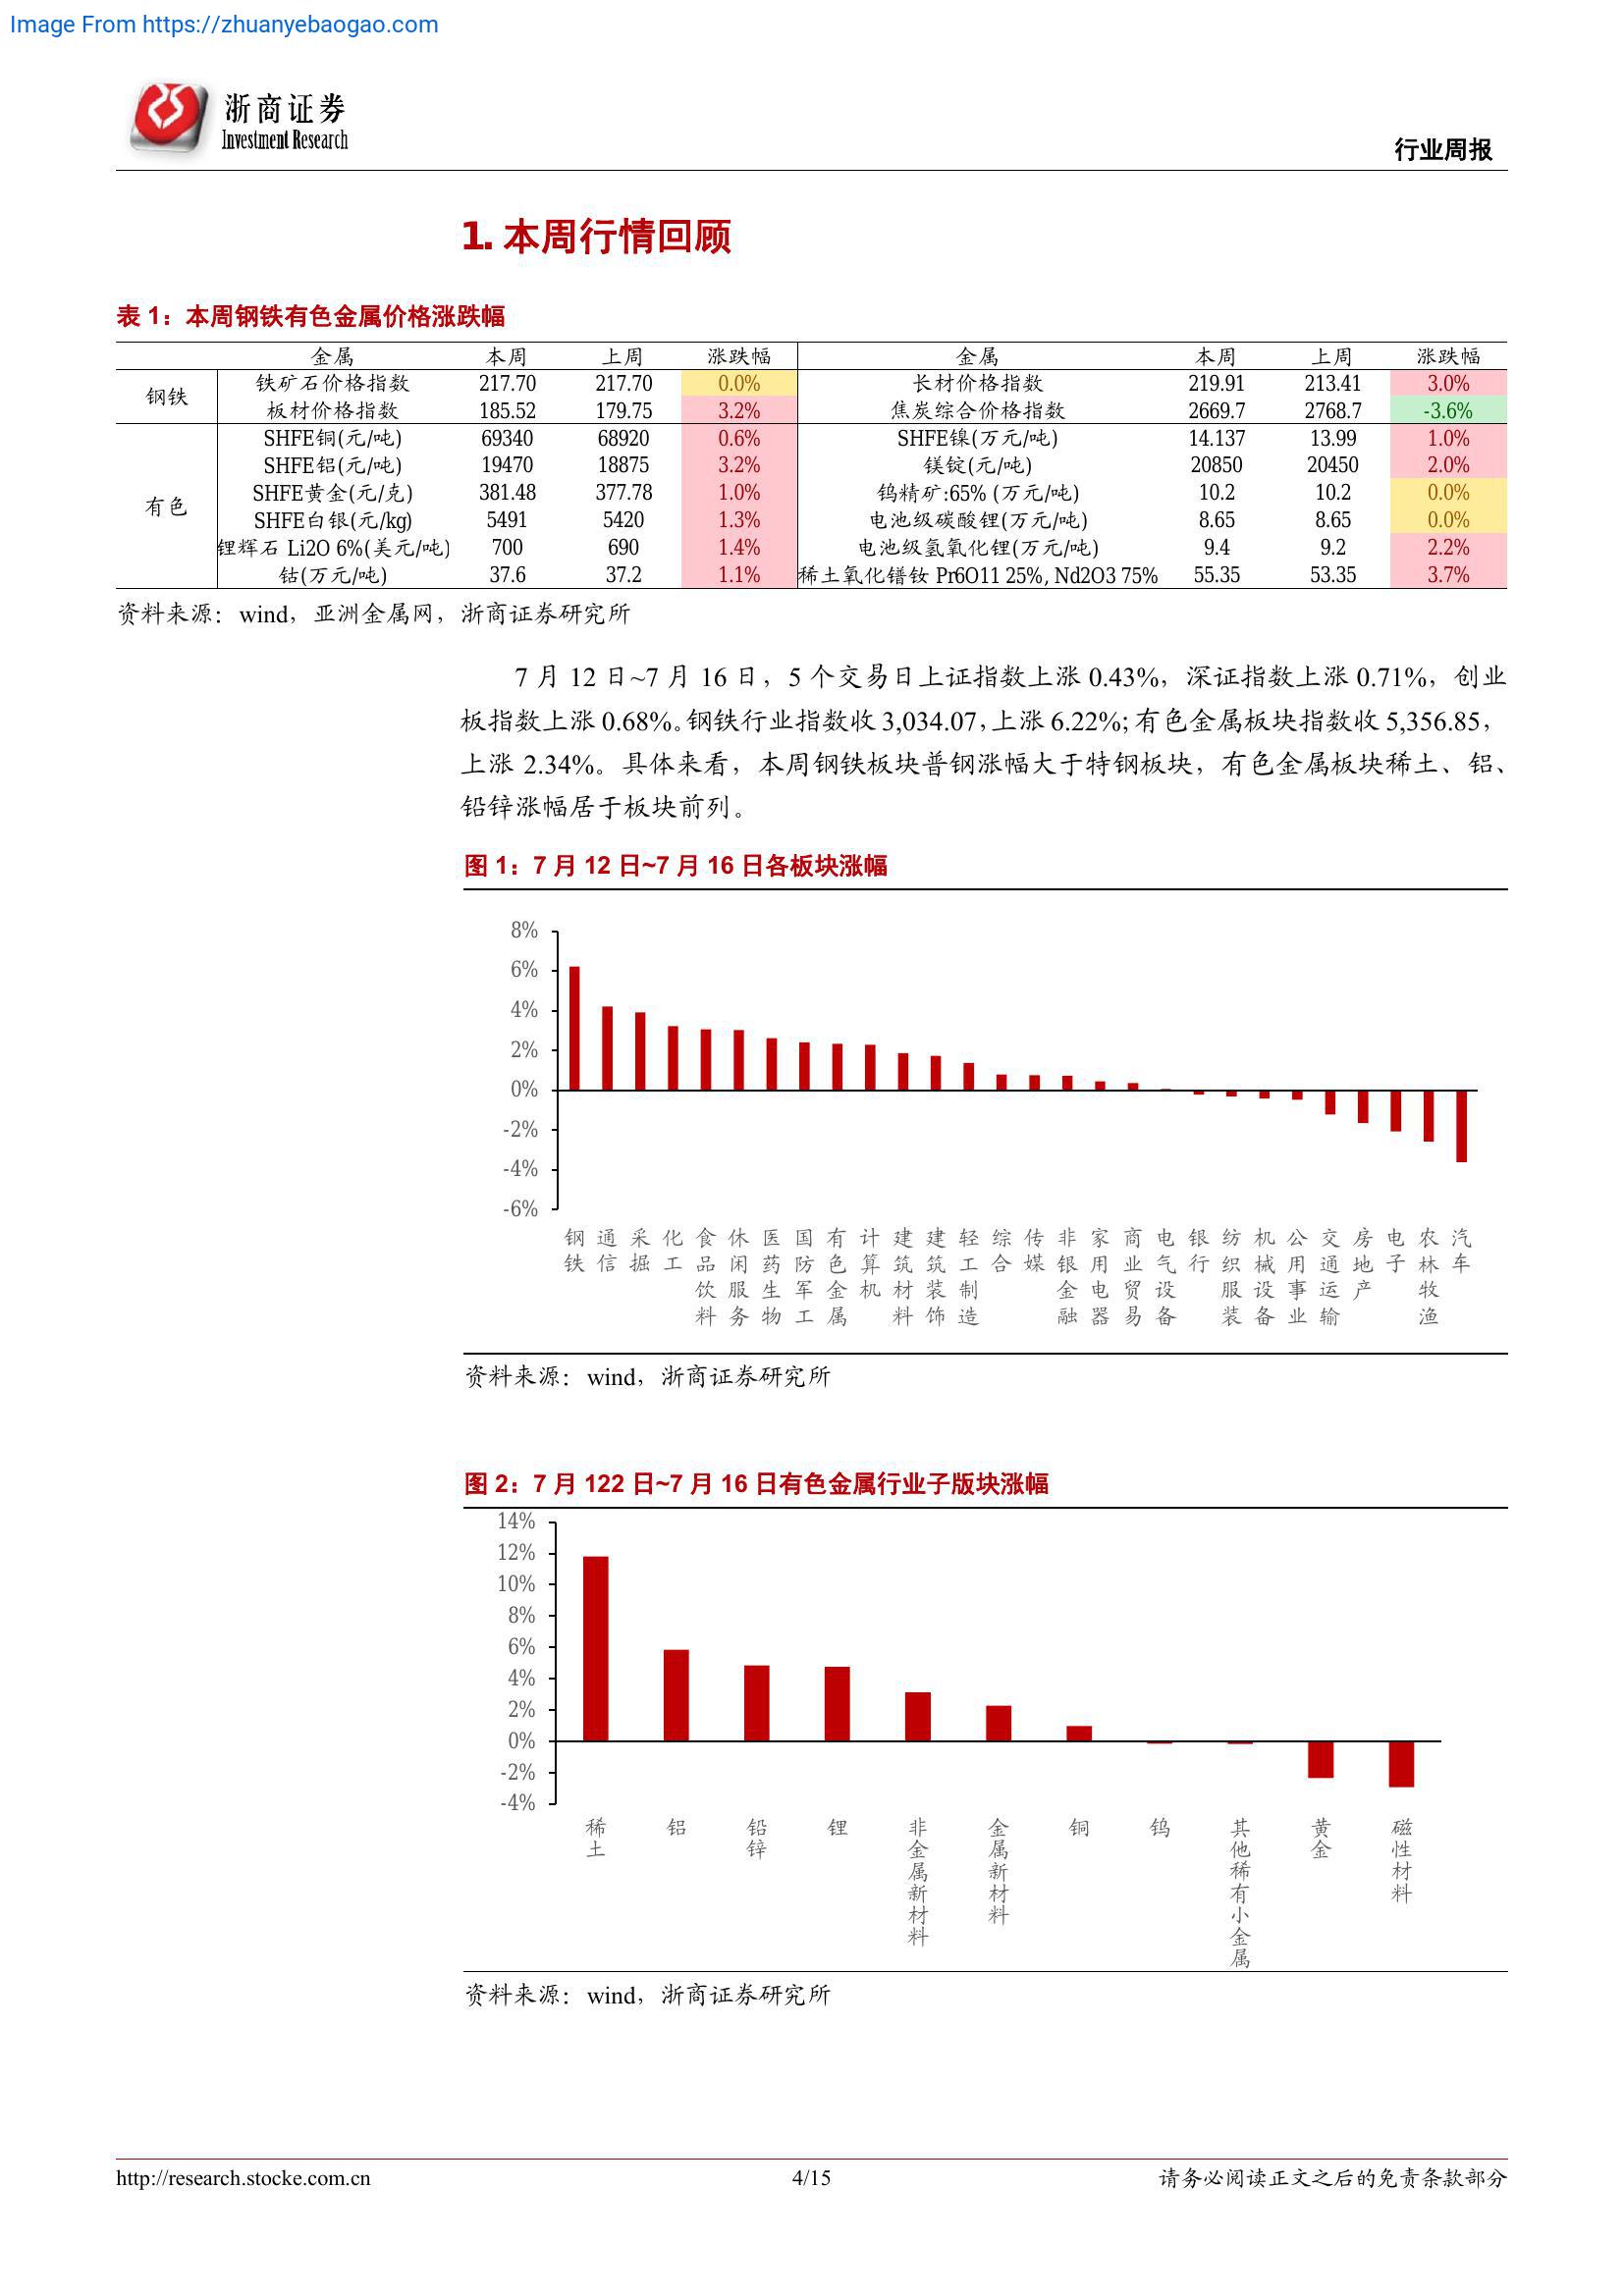 Image From https://zhuanyebaogao.com
浙商证券
Investment Research
行业周报
1. 本周行情回顾
表 1：本周钢铁有色金属价格涨跌幅
金属 本周 上周 涨跌幅 金属 本周 上周 涨跌幅
钢铁 铁矿石价格指数 217.70 217.70 0.0% 长材价格指数 219.91 213.41 3.0%
板材价格指数 185.52 179.75 3.2% 焦炭综合价格指数 2669.7 2768.7 -3.6%
有色 SHFE铜(元/吨) 69340 68920 0.6% SHFE镍(万元/吨) 14.137 13.99 1.0%
SHFE铝(元/吨) 19470 18875 3.2% 镁锭(元/吨) 20850 20450 2.0%
SHFE黄金(元/克) 381.48 377.78 1.0% 钨精矿:65% (万元/吨) 10.2 10.2 0.0%
SHFE白银(元/kg) 5491 5420 1.3% 电池级碳酸锂(万元/吨) 8.65 8.65 0.0%
锂辉石 Li2O 6%(美元/吨) 700 690 1.4% 电池级氢氧化锂(万元/吨) 9.4 9.2 2.2%
钴(万元/吨) 37.6 37.2 1.1% 稀土氧化镨钕 Pr6O11 25%, Nd2O3 75% 55.35 53.35 3.7%
资料来源：wind，亚洲金属网，浙商证券研究所
7 月 12 日~7 月 16 日，5 个交易日上证指数上涨 0.43%，深证指数上涨 0.71%，创业
板指数上涨 0.68%。钢铁行业指数收 3,034.07，上涨 6.22%；有色金属板块指数收 5,356.85，
上涨 2.34%。具体来看，本周钢铁板块普钢涨幅大于特钢板块，有色金属板块稀土、铝、
铅锌涨幅居于板块前列。
图 1：7 月 12 日~7 月 16 日各板块涨幅
8%
6%
4%
2%
0%
-2%
-4%
-6%
钢铁 通信 采掘 化工 食品饮料 休闲服务 医药生物 国防军工 有色金属 计算机 建筑材料 建筑装饰 轻工制造 综合 传媒 非银金融 家用电器 商业贸易 电气设备 银行 纺织服装 机械设备 公用事业 交通运输 房地产 电子 农林牧渔 汽车
资料来源：wind，浙商证券研究所
图 2：7 月 122 日~7 月 16 日有色金属行业子版块涨幅
14%
12%
10%
8%
6%
4%
2%
0%
-2%
-4%
稀土 铝 铅锌 锂 非金属新材料 金属新材料 铜 钨 其他稀有小金属 黄金 磁性材料
资料来源：wind，浙商证券研究所
http://research.stocke.com.cn 4/15 请务必阅读正文之后的免责条款部分